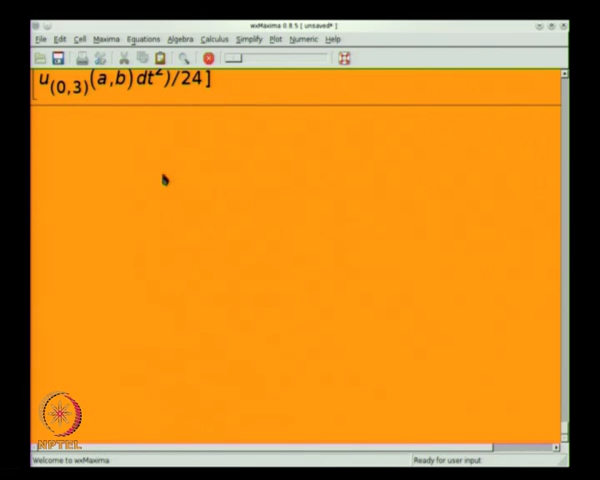 wxMaxima 0.8.5 [ unsaved* ]
File Edit Cell Maxima Equations Algebra Calculus Simplify Plot Numeric Help
u(0,3)(a,b)dt²)/24]
NPTEL
Welcome to wxMaxima Ready for user input